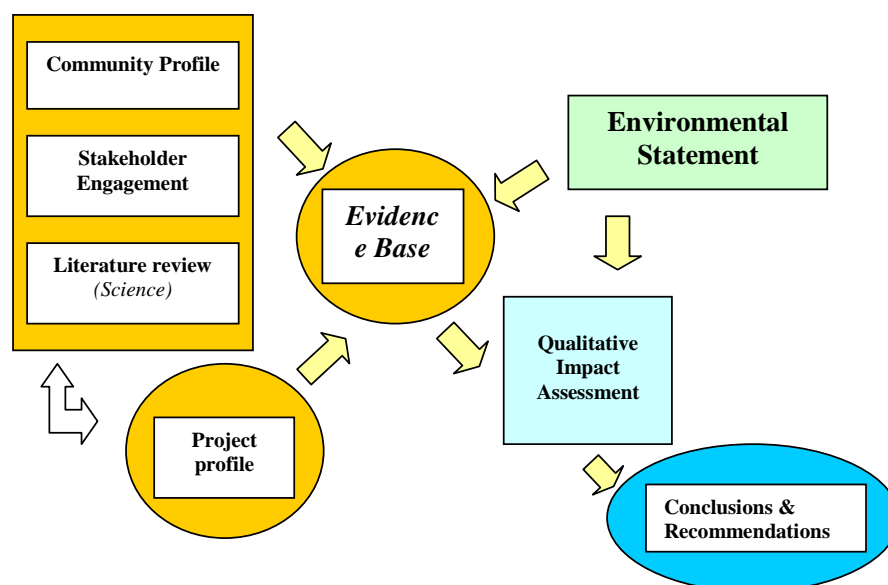 Community Profile
Stakeholder
Engagement
Literature review
(Science)
Environmental
Statement
Evidenc
e Base
Qualitative
Impact
Assessment
Project
profile
Conclusions &
Recommendations